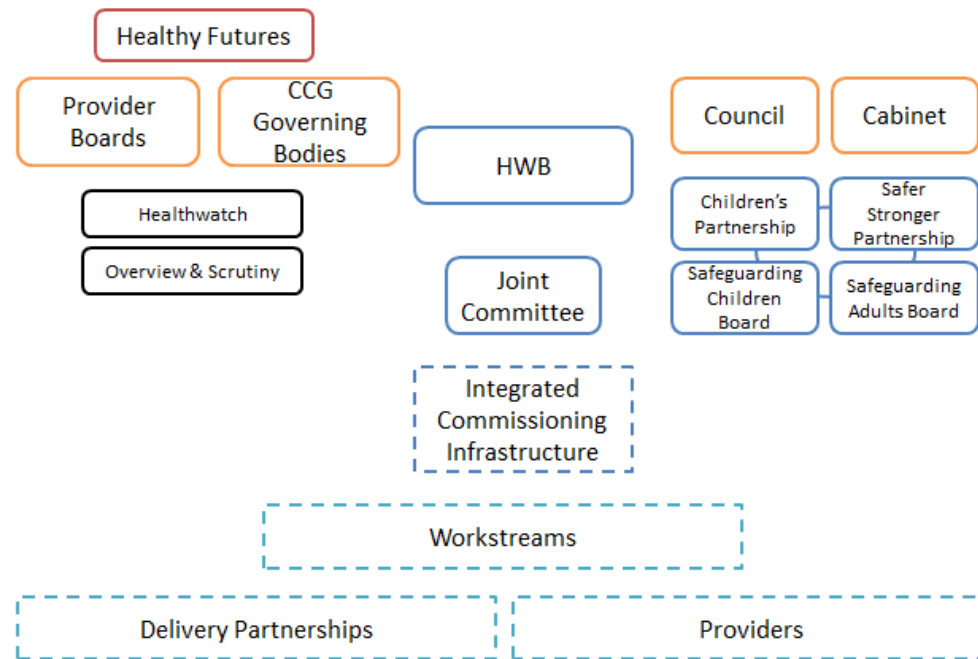 Healthy Futures
Provider
Boards
CCG
Governing
Bodies
HWB
Council
Cabinet
Healthwatch
Overview & Scrutiny
Children’s
Partnership
Safer
Stronger
Partnership
Joint
Committee
Safeguarding
Children
Board
Safeguarding
Adults Board
Integrated
Commissioning
Infrastructure
Workstreams
Delivery Partnerships
Providers